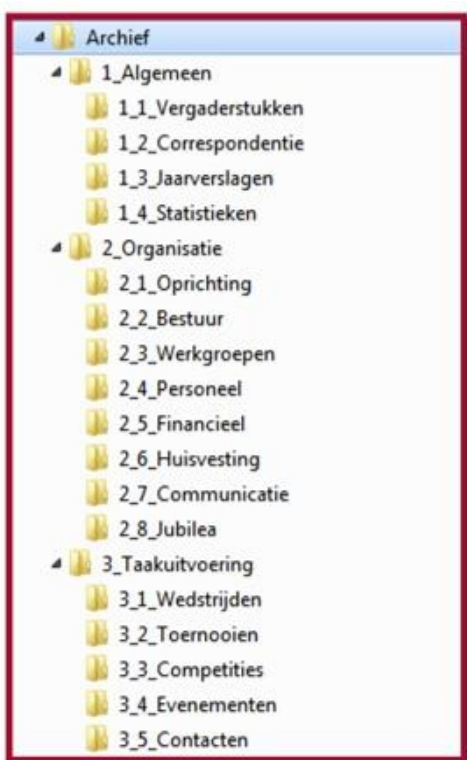 Archief
1_Algemeen
1_1_Vergaderstukken
1_2_Correspondentie
1_3_Jaarverslagen
1_4_Statistieken
2_Organisatie
2_1_Oprichting
2_2_Bestuur
2_3_Werkgroepen
2_4_Personeel
2_5_Financieel
2_6_Huisvesting
2_7_Communicatie
2_8_Jubilea
3_Taakuitvoering
3_1_Wedstrijden
3_2_Toernooien
3_3_Competities
3_4_Evenementen
3_5_Contacten